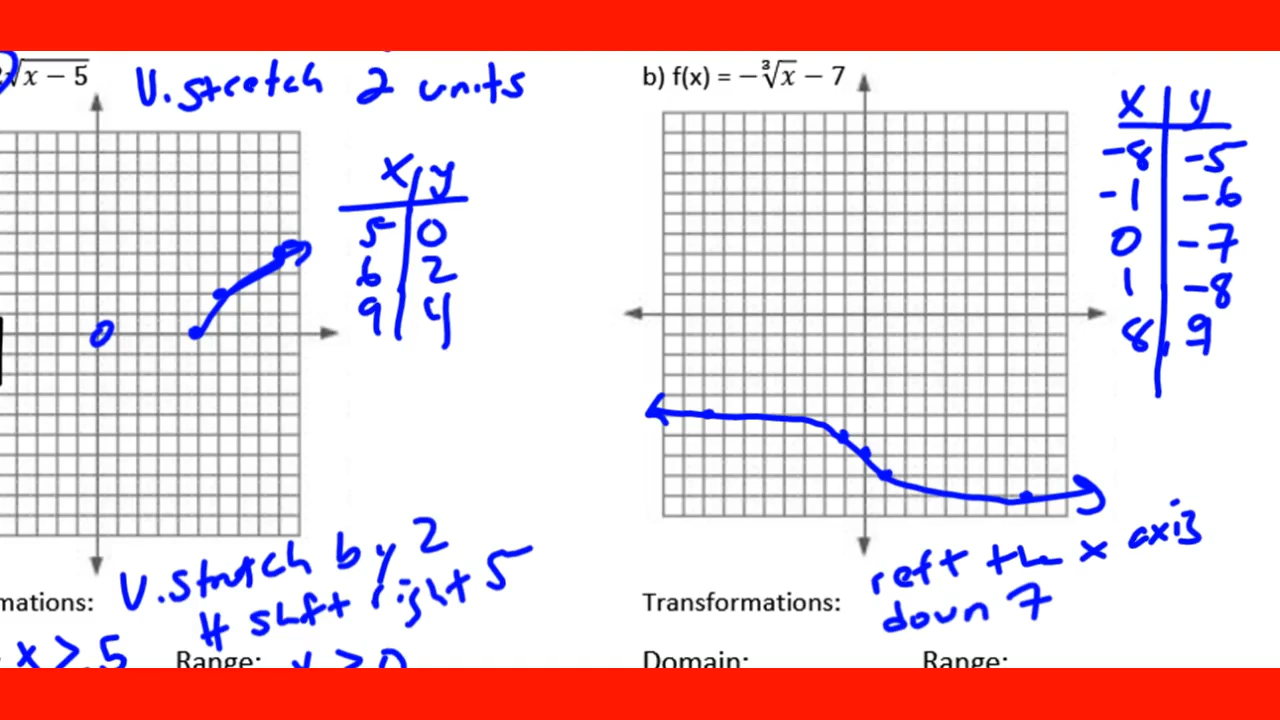 √x − 5 V. stretch 2 units
x y
5 0
6 2
9 4
0
V. stretch by 2
H shft right 5
mations:
x ≥ 5 Range: y ≥ 0
b) f(x) = −∛x − 7
x y
-8 -5
-1 -6
0 -7
1 -8
8 9
Transformations: reft the x axis
down 7
Domain: Range: